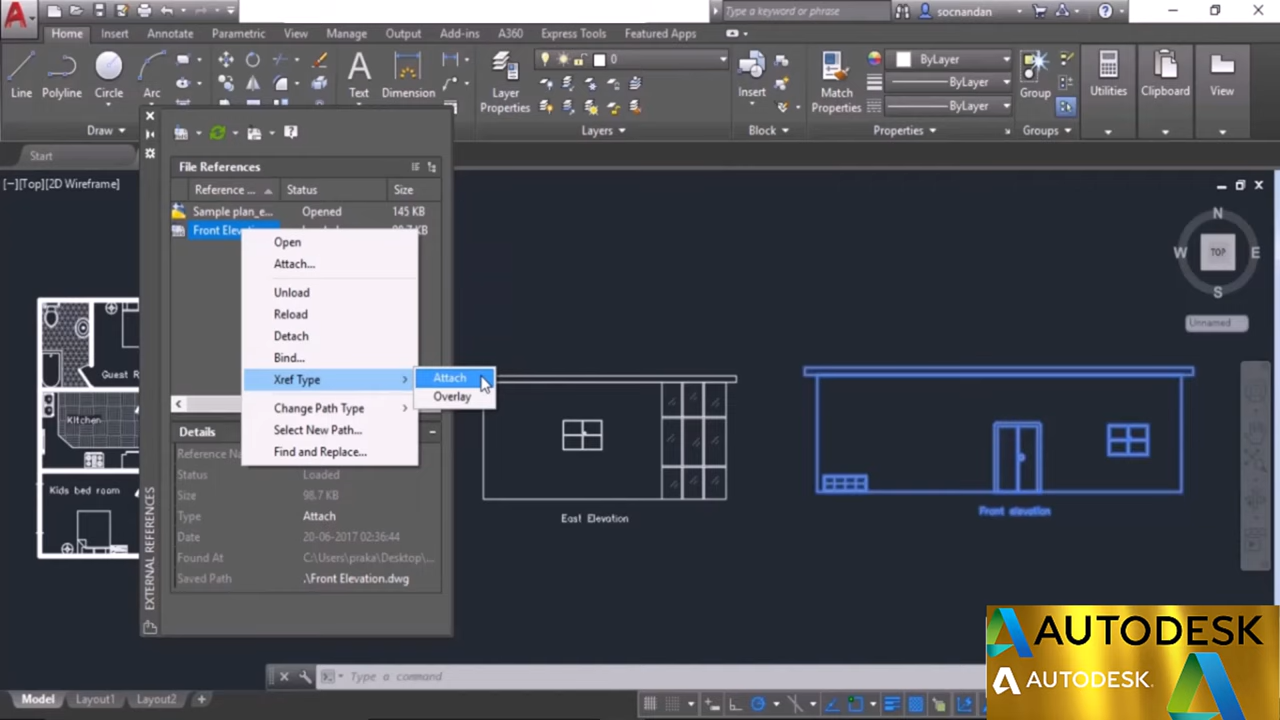 Type a keyword or phrase
socnandan
Home Insert Annotate Parametric View Manage Output Add-ins A360 Express Tools Featured Apps
0
ByLayer
ByLayer
ByLayer
Line Polyline Circle Arc Text Dimension Layer Properties Insert Match Properties Group Utilities Clipboard View
Draw Layers Block Properties Groups
Start
[−][Top][2D Wireframe]
File References
Reference ... Status Size
Sample plan_e... Opened 145 KB
Front Elev
Open
Attach...
Unload
Reload
Detach
Bind...
Xref Type
Change Path Type
Select New Path...
Find and Replace...
Attach
Overlay
Details
Reference Na
Status Loaded
Size 98.7 KB
Type Attach
Date 20-06-2017 02:36:44
Found At C:\Users\praka\Desktop\...
Saved Path .\Front Elevation.dwg
EXTERNAL REFERENCES
Guest R
Kitchen
Kids bed room
East Elevation
Front elevation
N
W TOP E
S
Unnamed
Type a command
Model Layout1 Layout2 +
AUTODESK
AUTODESK.